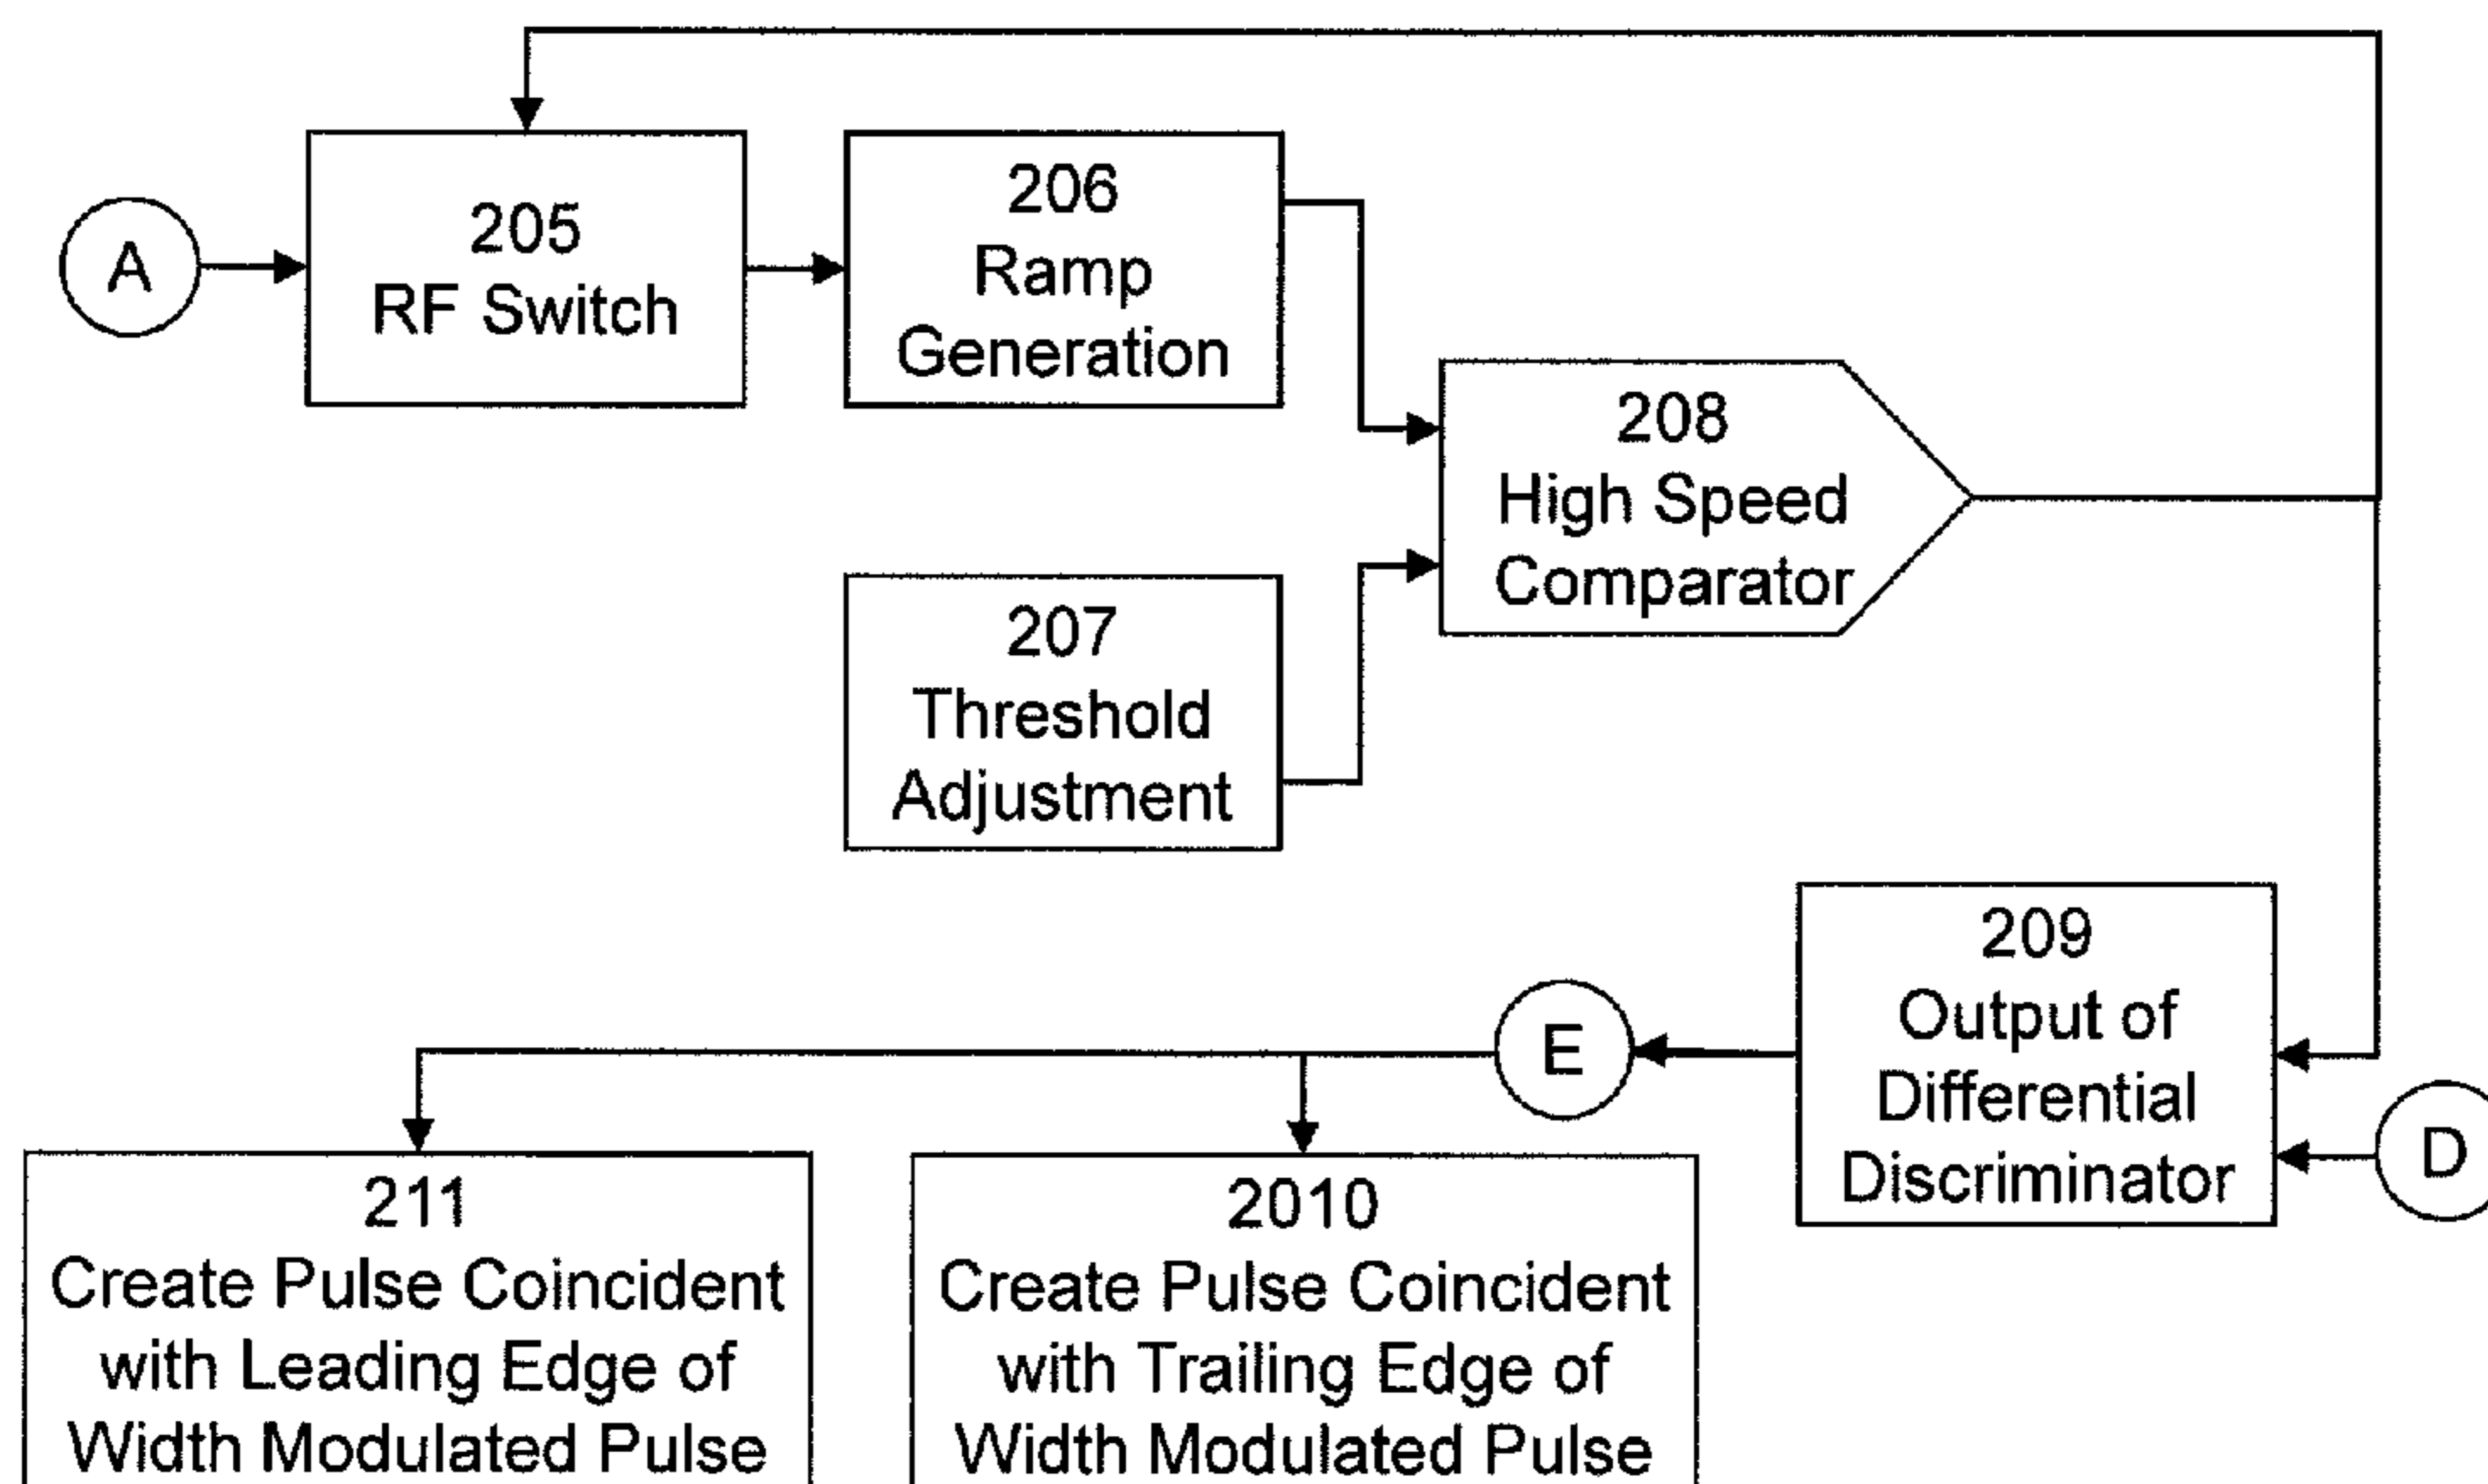 A
205
RF Switch
206
Ramp
Generation
208
High Speed
Comparator
207
Threshold
Adjustment
209
Output of
Differential
Discriminator
E
D
211
Create Pulse Coincident
with Leading Edge of
Width Modulated Pulse
2010
Create Pulse Coincident
with Trailing Edge of
Width Modulated Pulse